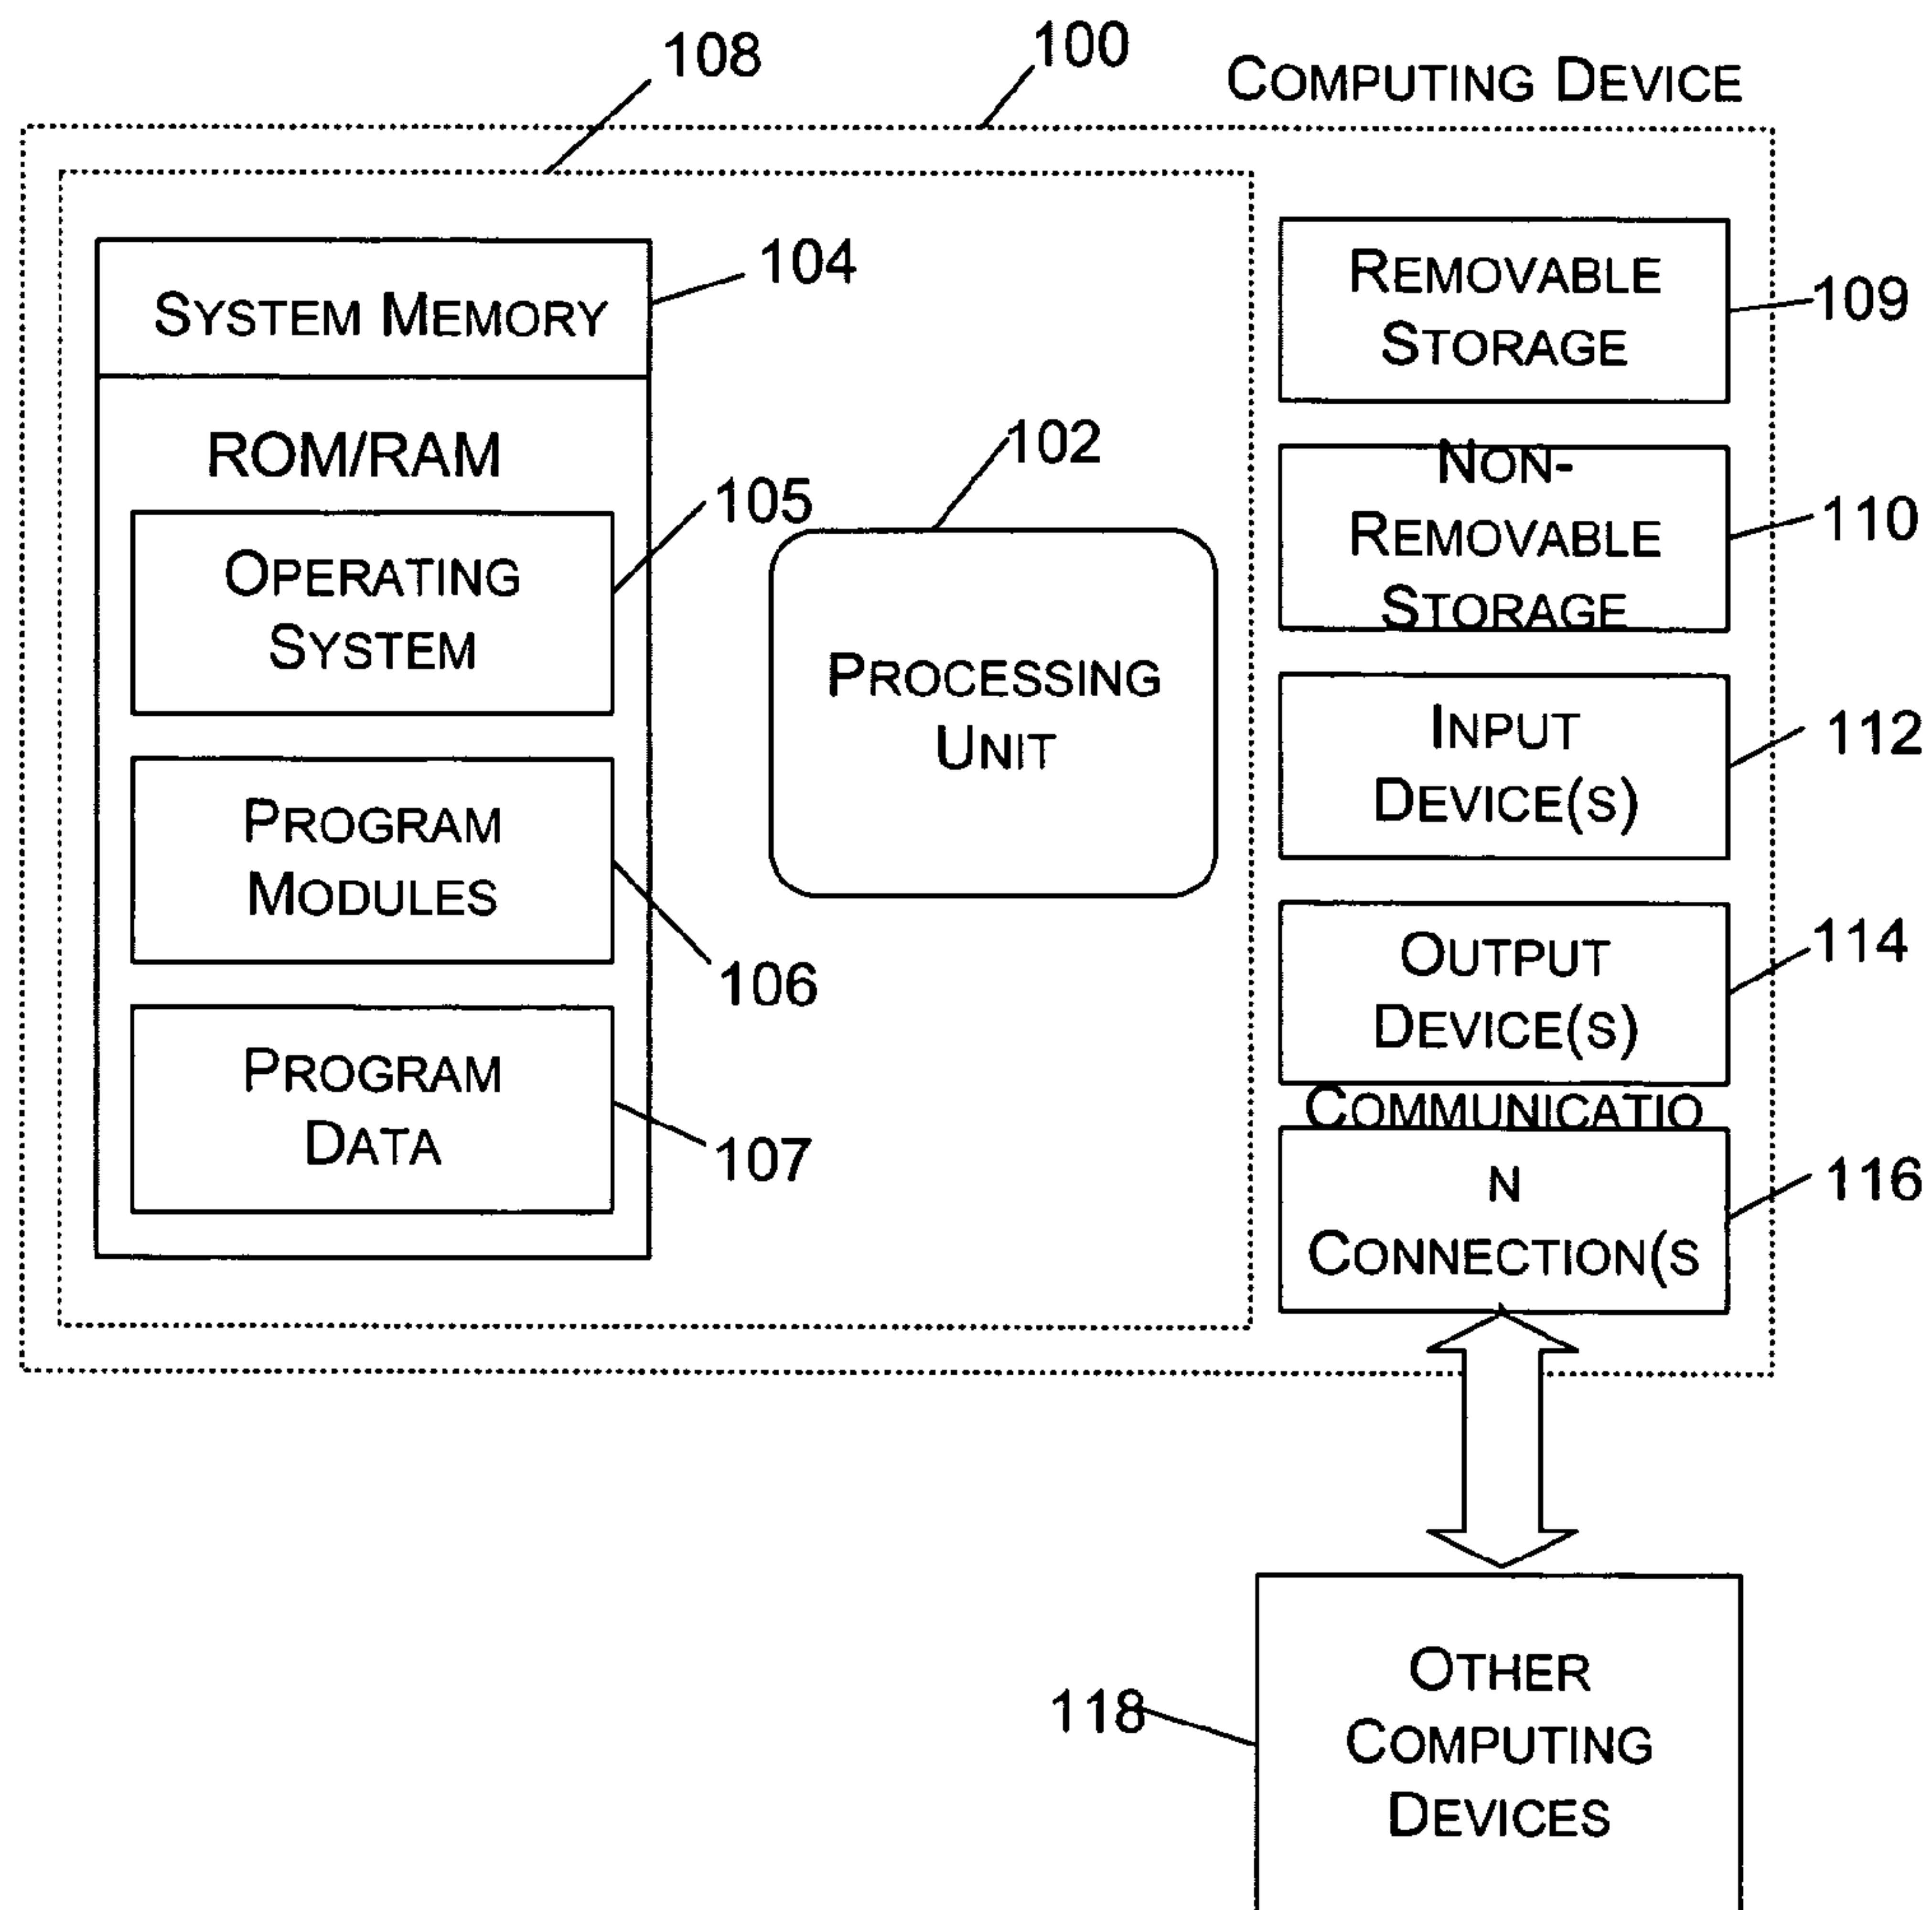 108
100
COMPUTING DEVICE
SYSTEM MEMORY
104
ROM/RAM
105
OPERATING
SYSTEM
PROGRAM
MODULES
106
PROGRAM
DATA
107
102
PROCESSING
UNIT
REMOVABLE
STORAGE
109
NON-
REMOVABLE
STORAGE
110
INPUT
DEVICE(S)
112
OUTPUT
DEVICE(S)
114
COMMUNICATIO
N
CONNECTION(S
116
118
OTHER
COMPUTING
DEVICES